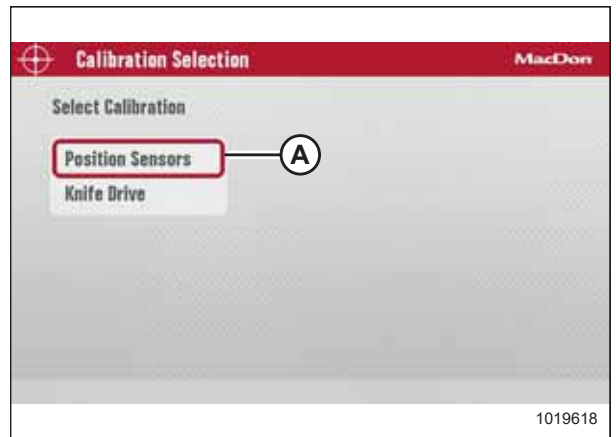 Calibration Selection MacDon
Select Calibration
Position Sensors A
Knife Drive
1019618